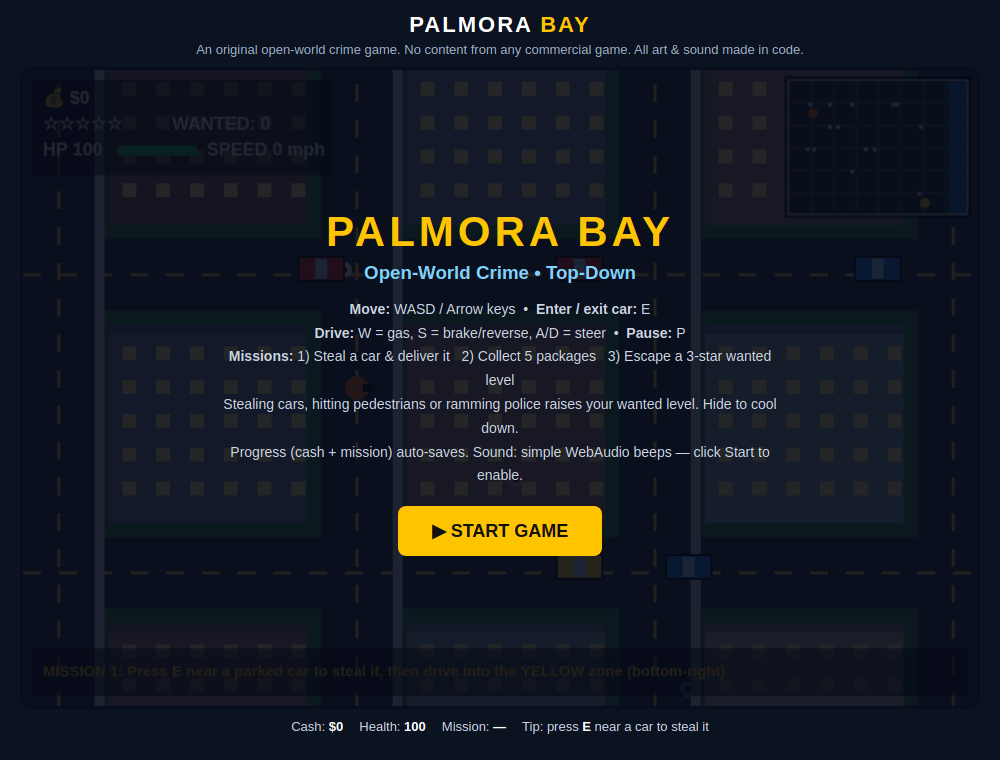 PALMORA BAY
An original open-world crime game. No content from any commercial game. All art & sound made in code.
💰 $0
☆☆☆☆☆ WANTED: 0
HP 100 SPEED 0 mph
PALMORA BAY
Open-World Crime • Top-Down
Move: WASD / Arrow keys • Enter / exit car: E
Drive: W = gas, S = brake/reverse, A/D = steer • Pause: P
Missions: 1) Steal a car & deliver it 2) Collect 5 packages 3) Escape a 3-star wanted
level
Stealing cars, hitting pedestrians or ramming police raises your wanted level. Hide to cool
down.
Progress (cash + mission) auto-saves. Sound: simple WebAudio beeps — click Start to
enable.
▶ START GAME
MISSION 1: Press E near a parked car to steal it, then drive into the YELLOW zone (bottom-right).
Cash: $0 Health: 100 Mission: — Tip: press E near a car to steal it